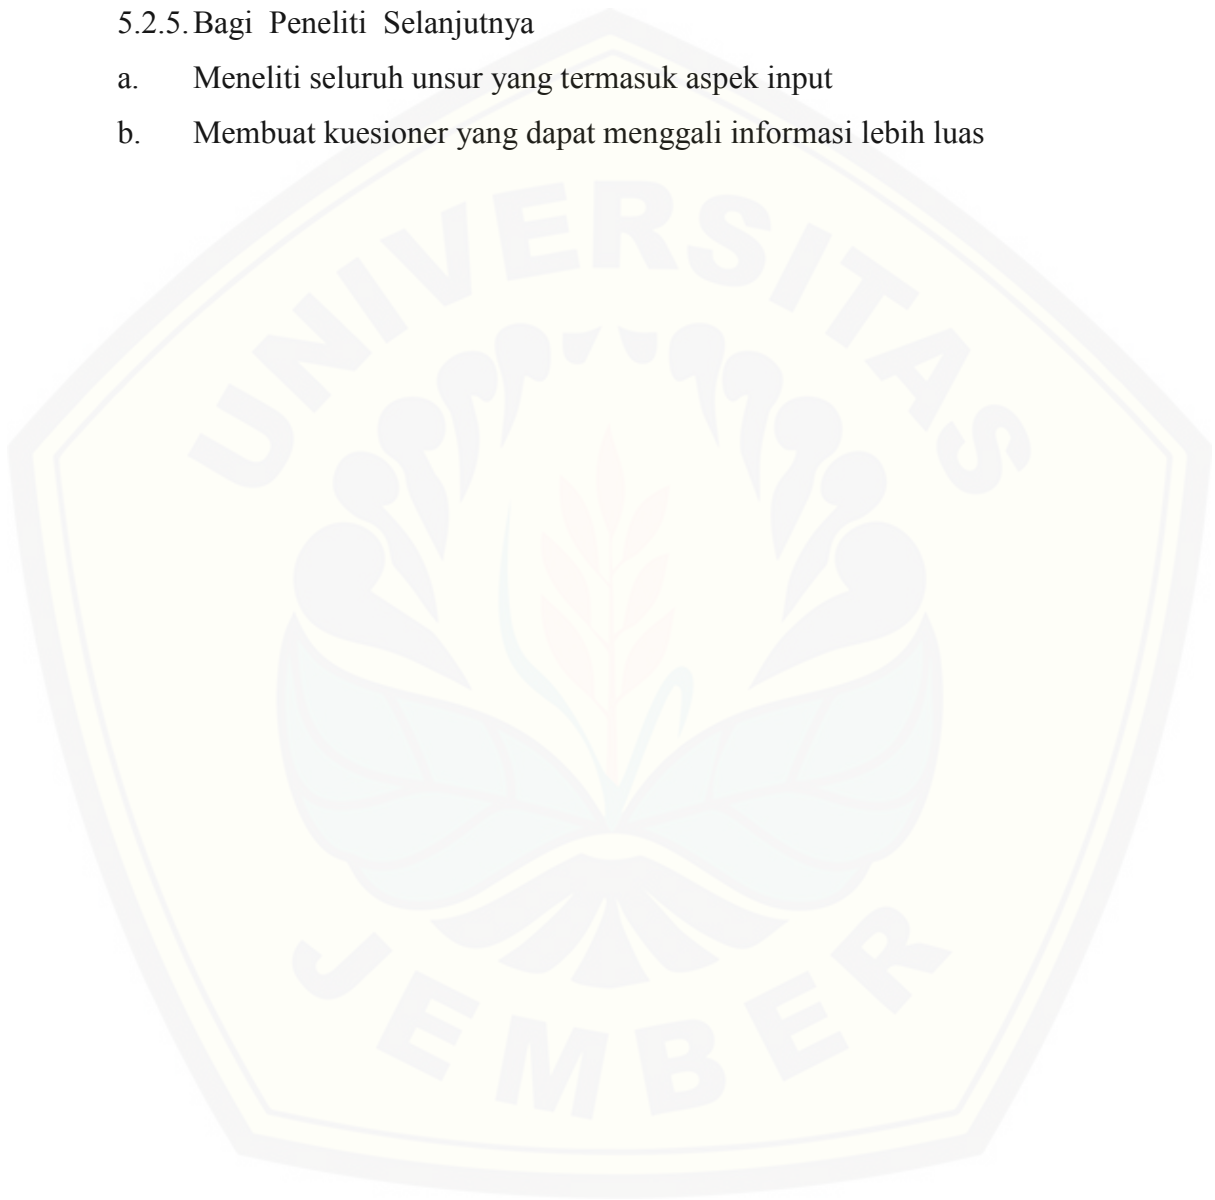 5.2.5. Bagi Peneliti Selanjutnya
a. Meneliti seluruh unsur yang termasuk aspek input
b. Membuat kuesioner yang dapat menggali informasi lebih luas
UNIVERSITAS
JEMBER